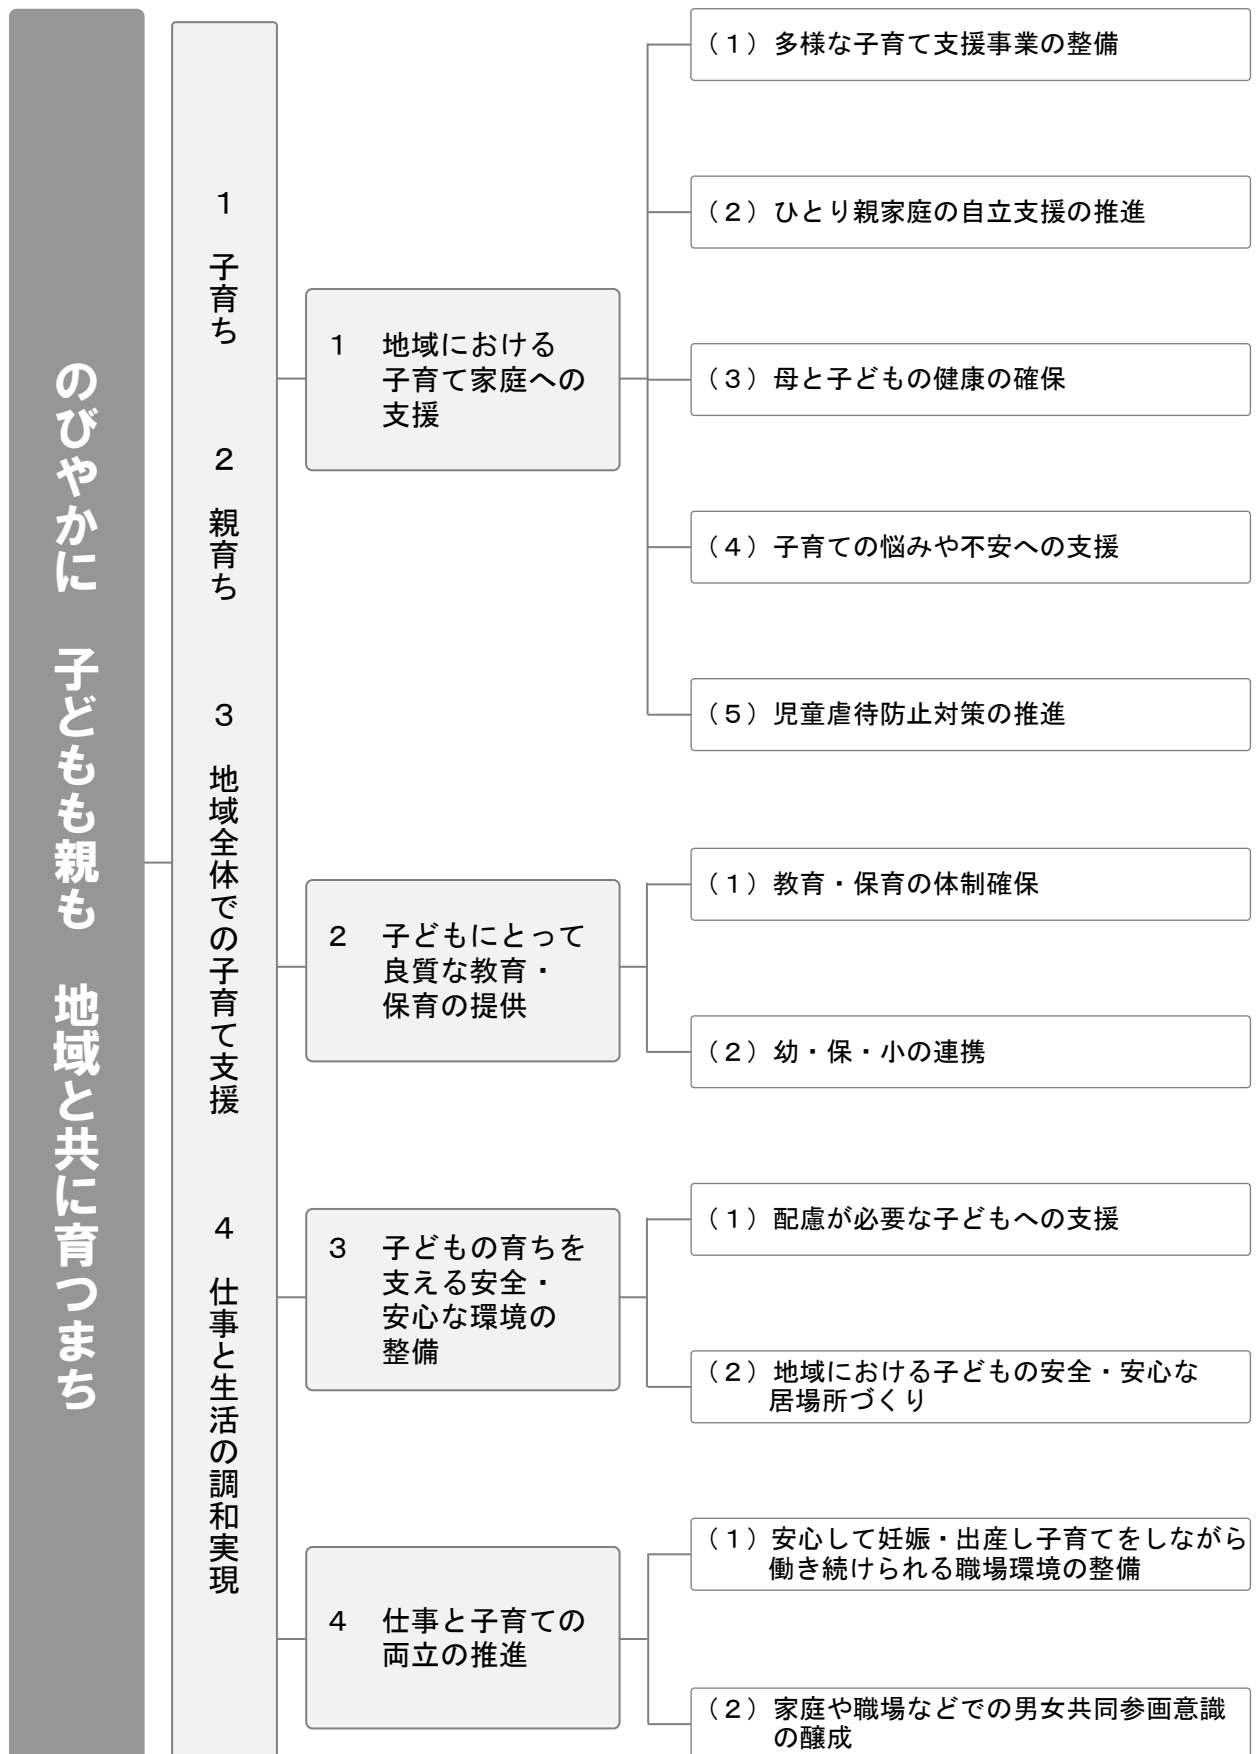 のびやかに　子どもも親も　地域と共に育つまち
１　子育ち　２　親育ち　３　地域全体での子育て支援　４　仕事と生活の調和実現
１　地域における
子育て家庭への
支援
（１）多様な子育て支援事業の整備
（２）ひとり親家庭の自立支援の推進
（３）母と子どもの健康の確保
（４）子育ての悩みや不安への支援
（５）児童虐待防止対策の推進
２　子どもにとって
良質な教育・
保育の提供
（１）教育・保育の体制確保
（２）幼・保・小の連携
３　子どもの育ちを
支える安全・
安心な環境の
整備
（１）配慮が必要な子どもへの支援
（２）地域における子どもの安全・安心な
居場所づくり
４　仕事と子育ての
両立の推進
（１）安心して妊娠・出産し子育てをしながら
働き続けられる職場環境の整備
（２）家庭や職場などでの男女共同参画意識
の醸成